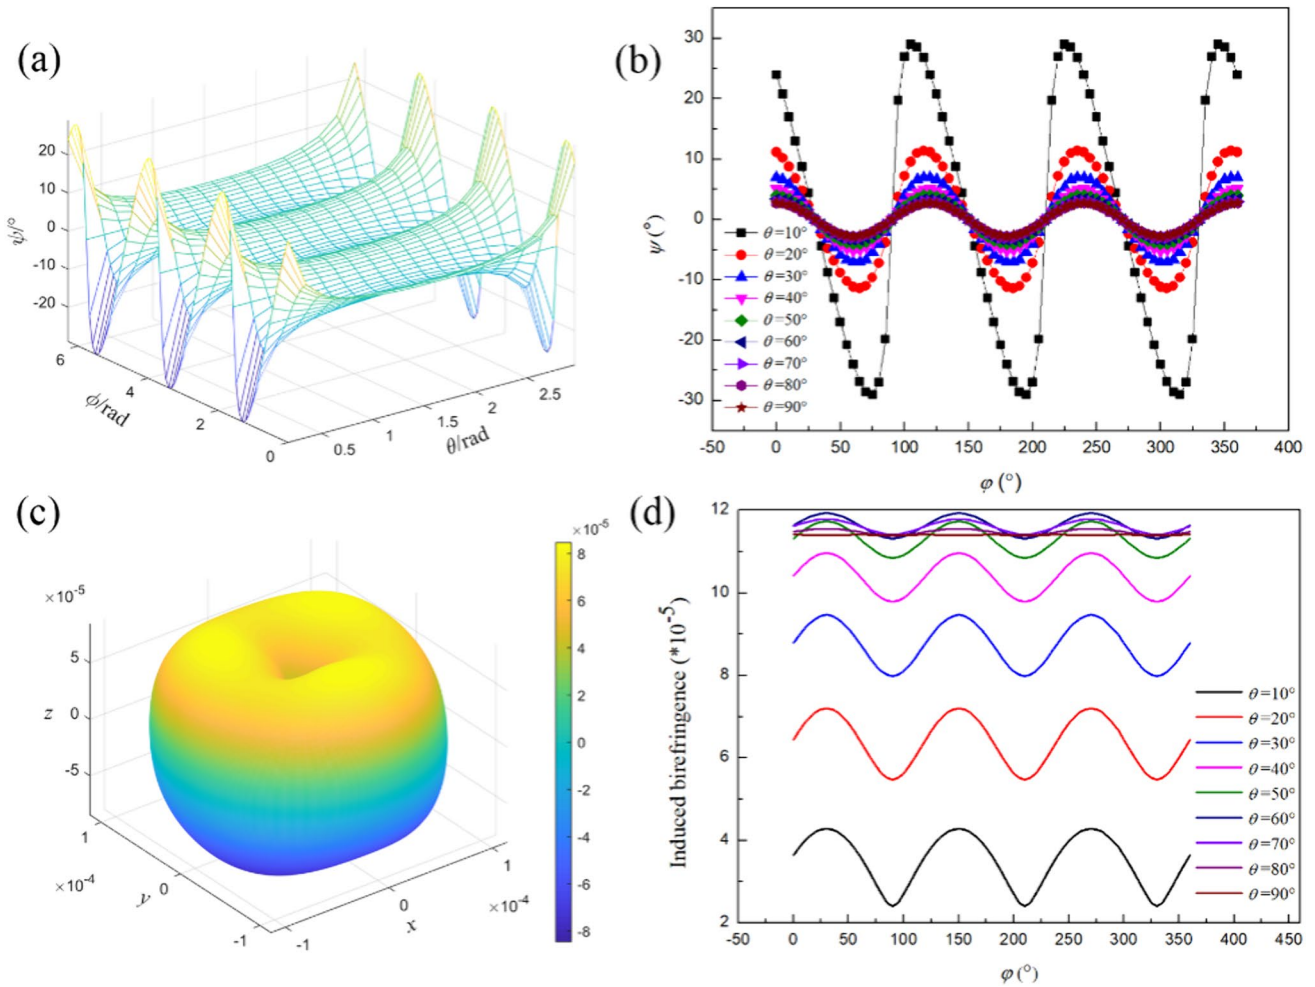 (a)
20
10
0
-10
-20
ψ/°
6
4
2
0
ϕ/rad
0.5
1
1.5
2
2.5
θ/rad
(b)
30
20
10
0
-10
-20
-30
ψ (°)
θ=10°
θ=20°
θ=30°
θ=40°
θ=50°
θ=60°
θ=70°
θ=80°
θ=90°
-50 0 50 100 150 200 250 300 350 400
φ (°)
(c)
×10⁻⁵
5
z 0
-5
1
0
-1
×10⁻⁴
y
-1
0
1
×10⁻⁴
x
×10⁻⁵
8
6
4
2
0
-2
-4
-6
-8
(d)
12
10
8
6
4
2
Induced birefringence (*10⁻⁵)
θ=10°
θ=20°
θ=30°
θ=40°
θ=50°
θ=60°
θ=70°
θ=80°
θ=90°
-50 0 50 100 150 200 250 300 350 400 450
φ (°)